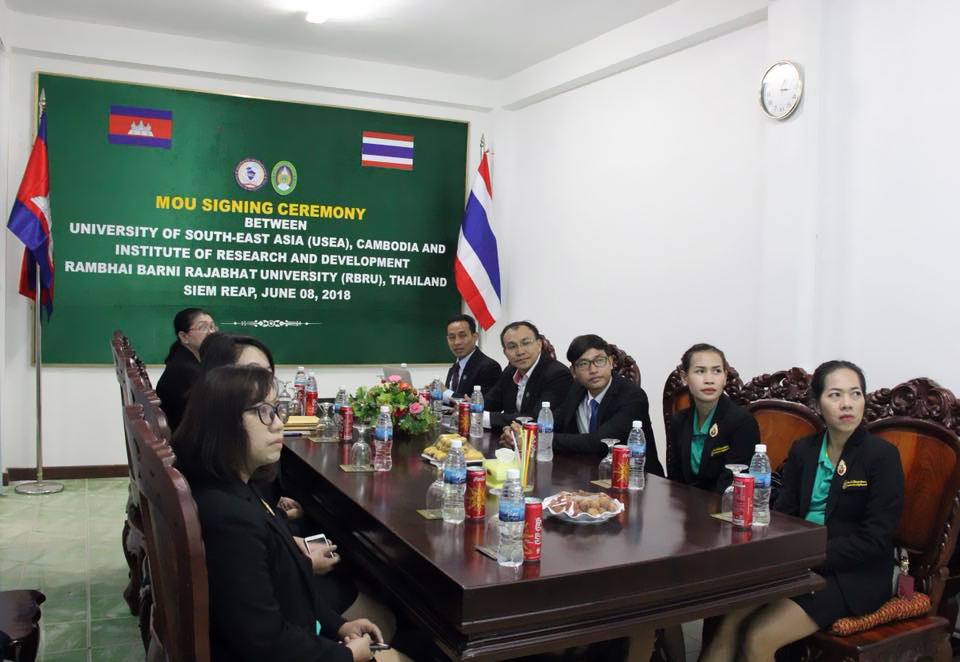 MOU SIGNING CEREMONY
BETWEEN
UNIVERSITY OF SOUTH-EAST ASIA (USEA), CAMBODIA AND
INSTITUTE OF RESEARCH AND DEVELOPMENT
RAMBHAI BARNI RAJABHAT UNIVERSITY (RBRU), THAILAND
SIEM REAP, JUNE 08, 2018